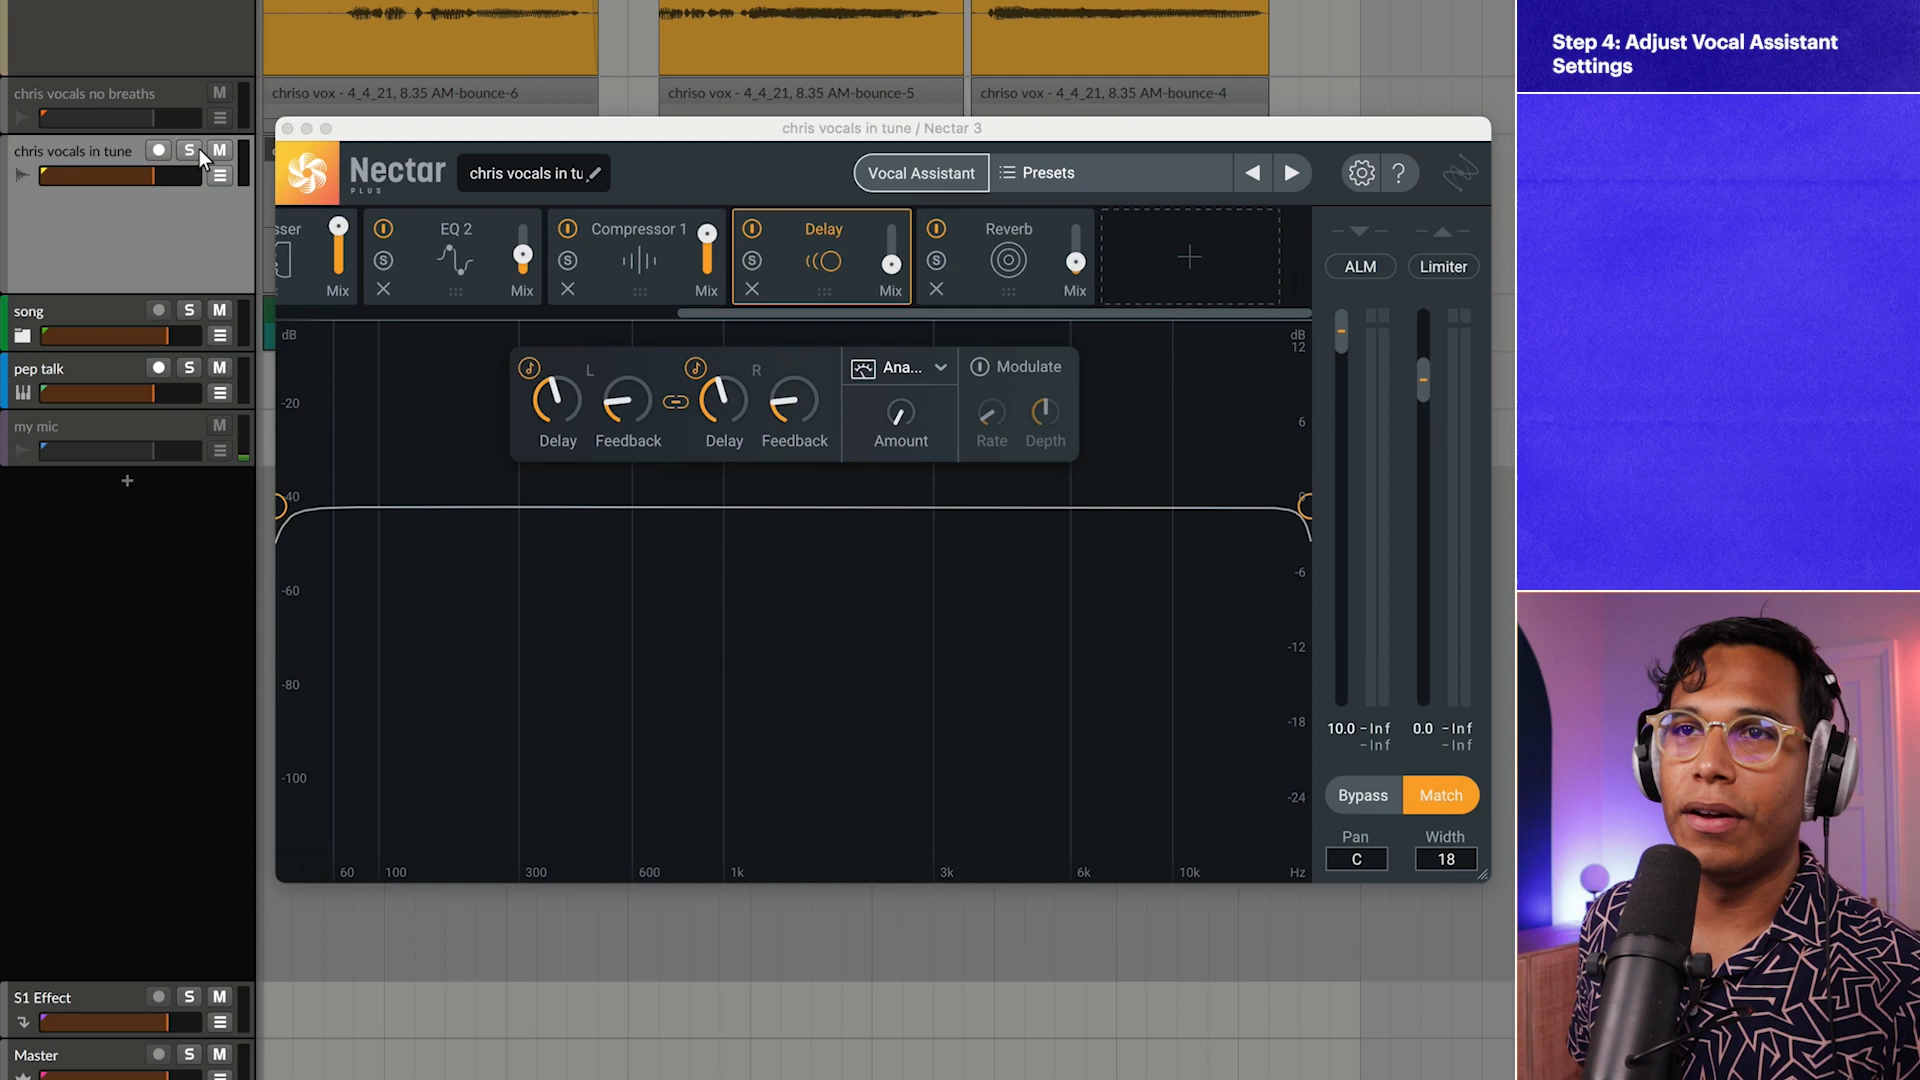 chris vocals no breaths
M
chriso vox - 4_4_21, 8.35 AM-bounce-6
chriso vox - 4_4_21, 8.35 AM-bounce-5
chriso vox - 4_4_21, 8.35 AM-bounce-4
Step 4: Adjust Vocal Assistant
Settings
chris vocals in tune / Nectar 3
chris vocals in tune
S
M
Nectar
PLUS
chris vocals in tu
Vocal Assistant
Presets
?
sser
Mix
EQ 2
S
Mix
Compressor 1
S
Mix
Delay
S
Mix
Reverb
S
Mix
ALM
Limiter
song
S
M
pep talk
S
M
my mic
M
dB
-20
-40
-60
-80
-100
L
Delay
Feedback
R
Delay
Feedback
Ana...
Amount
Modulate
Rate
Depth
dB
12
6
0
-6
-12
-18
-24
60
100
300
600
1k
3k
6k
10k
Hz
10.0
-Inf
-Inf
0.0
-Inf
-Inf
Bypass
Match
Pan
Width
C
18
S1 Effect
S
M
Master
S
M